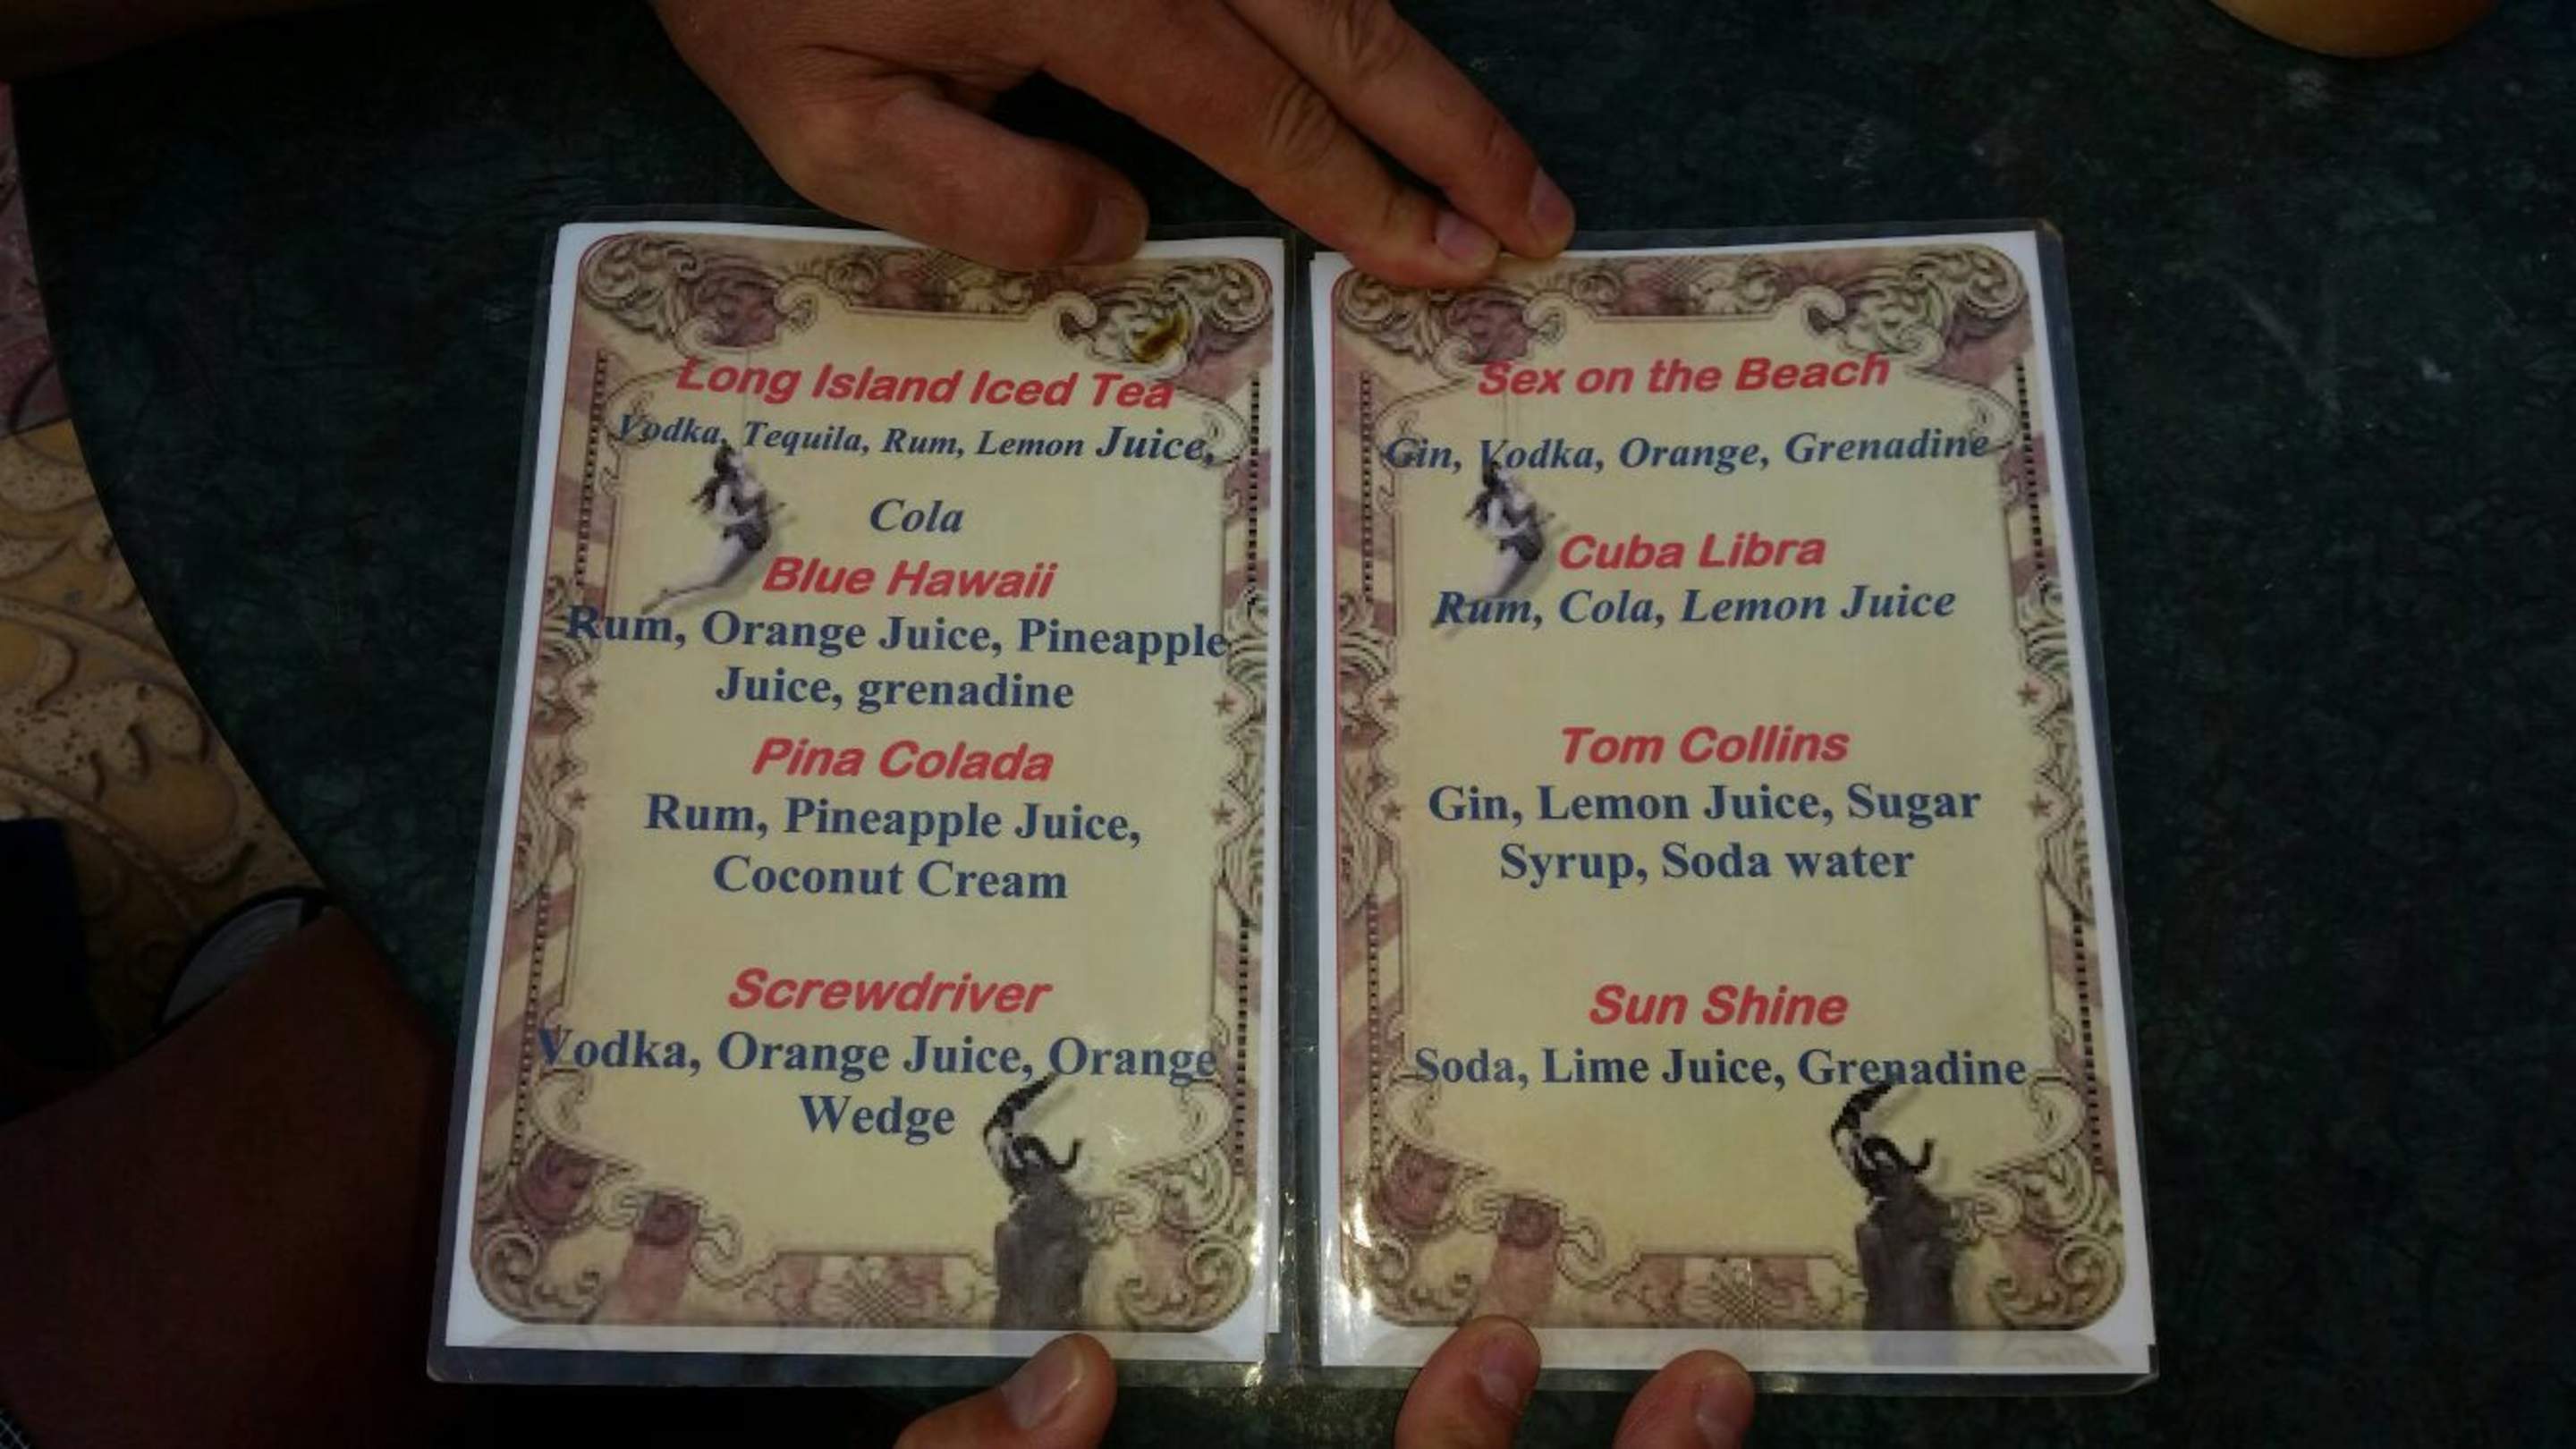 Long Island Iced Tea
Vodka, Tequila, Rum, Lemon Juice,
Cola
Blue Hawaii
Rum, Orange Juice, Pineapple
Juice, grenadine
Pina Colada
Rum, Pineapple Juice,
Coconut Cream
Screwdriver
Vodka, Orange Juice, Orange
Wedge
Sex on the Beach
Gin, Vodka, Orange, Grenadine
Cuba Libra
Rum, Cola, Lemon Juice
Tom Collins
Gin, Lemon Juice, Sugar
Syrup, Soda water
Sun Shine
Soda, Lime Juice, Grenadine